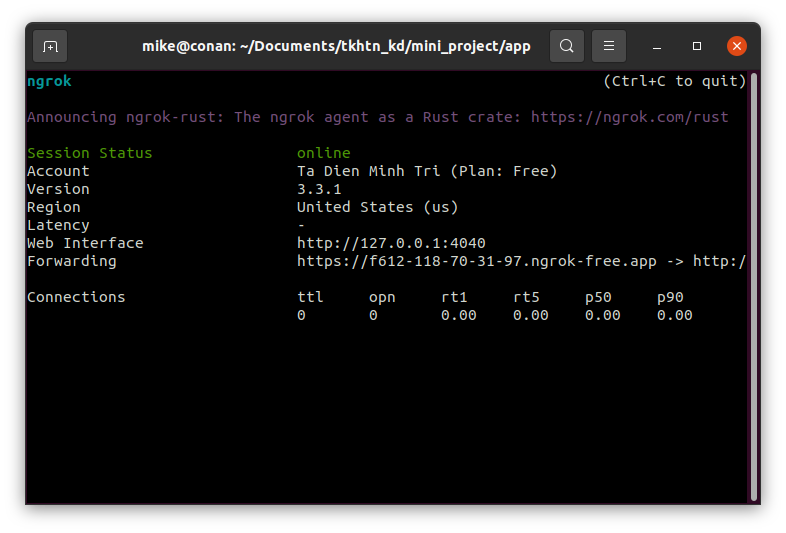 mike@conan: ~/Documents/tkhtn_kd/mini_project/app
ngrok (Ctrl+C to quit)
Announcing ngrok-rust: The ngrok agent as a Rust crate: https://ngrok.com/rust
Session Status online
Account Ta Dien Minh Tri (Plan: Free)
Version 3.3.1
Region United States (us)
Latency -
Web Interface http://127.0.0.1:4040
Forwarding https://f612-118-70-31-97.ngrok-free.app -> http:/
Connections ttl opn rt1 rt5 p50 p90
0 0 0.00 0.00 0.00 0.00